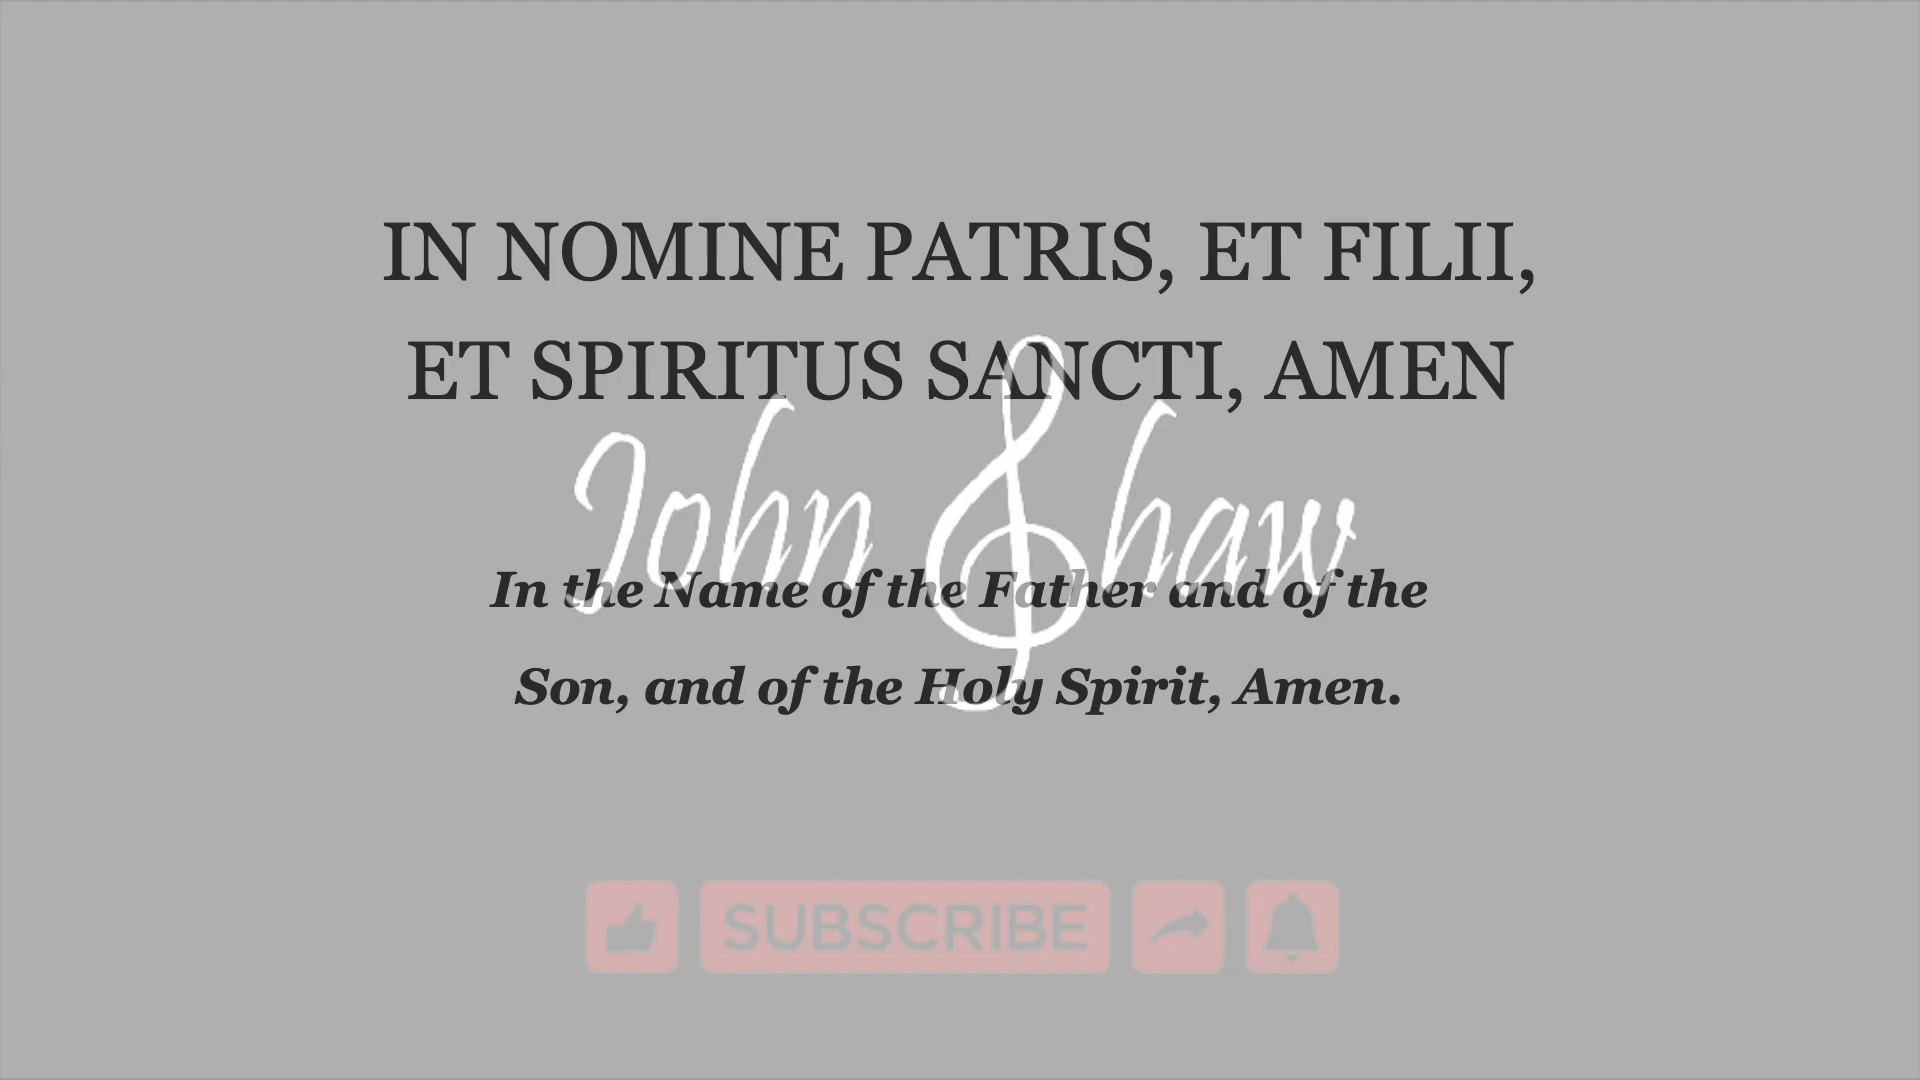 IN NOMINE PATRIS, ET FILII,
ET SPIRITUS SANCTI, AMEN
John Shaw
In the Name of the Father and of the
Son, and of the Holy Spirit, Amen.
SUBSCRIBE